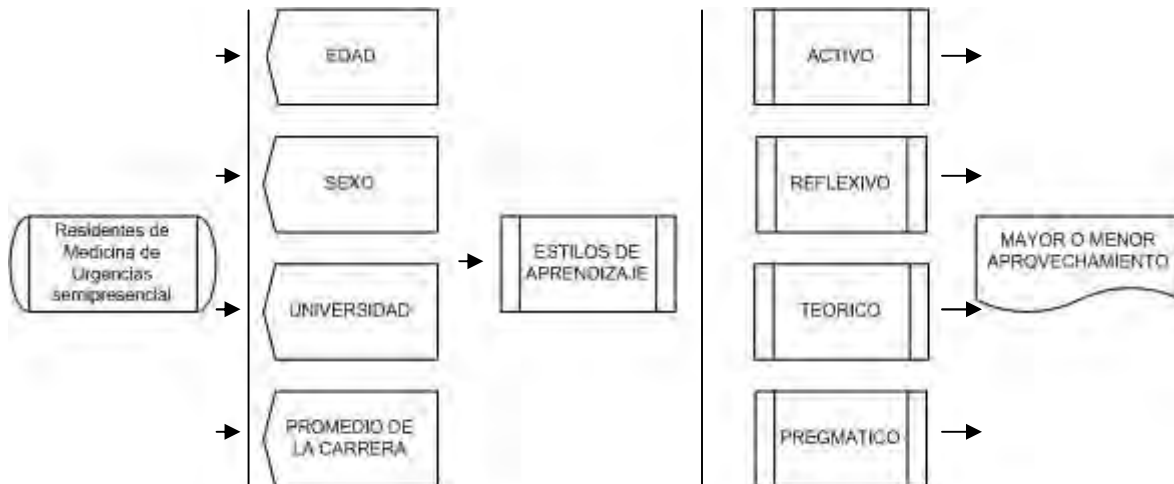 Residentes de
Medicina de
Urgencias
semipresencial
EDAD
SEXO
UNIVERSIDAD
PROMEDIO DE
LA CARRERA
ESTILOS DE
APRENDIZAJE
ACTIVO
REFLEXIVO
TEORICO
PREGMATICO
MAYOR O MENOR
APROVECHAMIENTO